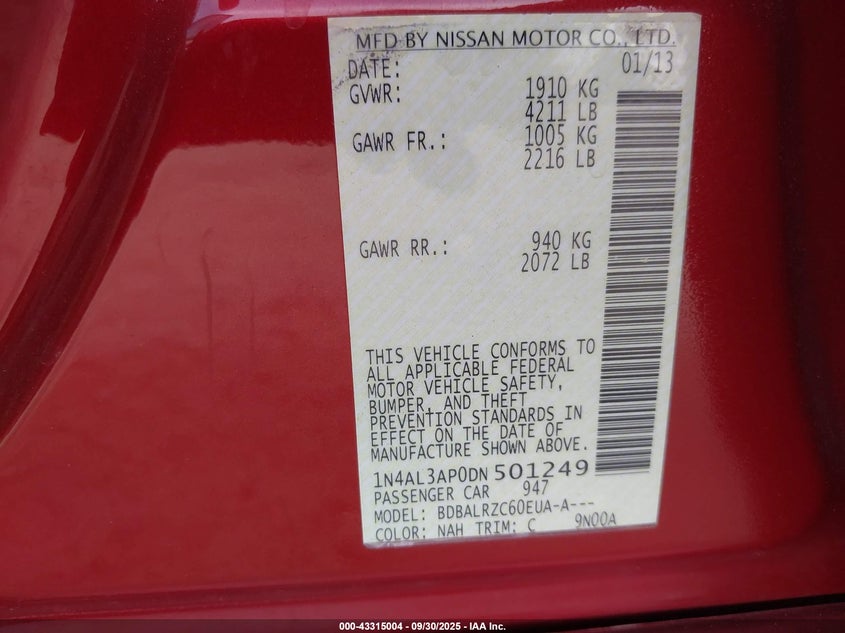 MFD BY NISSAN MOTOR CO., LTD.
DATE: 01/13
GVWR: 1910 KG
4211 LB
GAWR FR.: 1005 KG
2216 LB
GAWR RR.: 940 KG
2072 LB
THIS VEHICLE CONFORMS TO
ALL APPLICABLE FEDERAL
MOTOR VEHICLE SAFETY,
BUMPER, AND THEFT
PREVENTION STANDARDS IN
EFFECT ON THE DATE OF
MANUFACTURE SHOWN ABOVE.
1N4AL3AP0DN501249
PASSENGER CAR 947
MODEL: BDBALRZC60EUA-A---
COLOR: NAH TRIM: C 9N00A
000-43315004 — 09/30/2025 — IAA Inc.